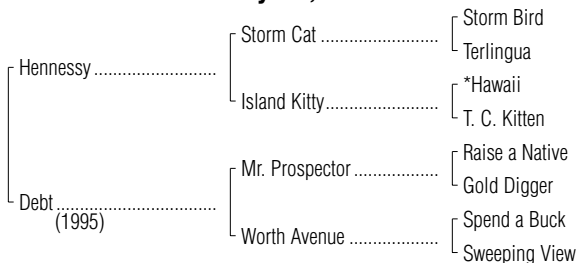 Storm Bird
Storm Cat ..........................
Terlingua
Hennessy ...........................
*Hawaii
Island Kitty.........................
T. C. Kitten
Raise a Native
Mr. Prospector ...................
Gold Digger
Debt...................................
(1995)
Spend a Buck
Worth Avenue ....................
Sweeping View